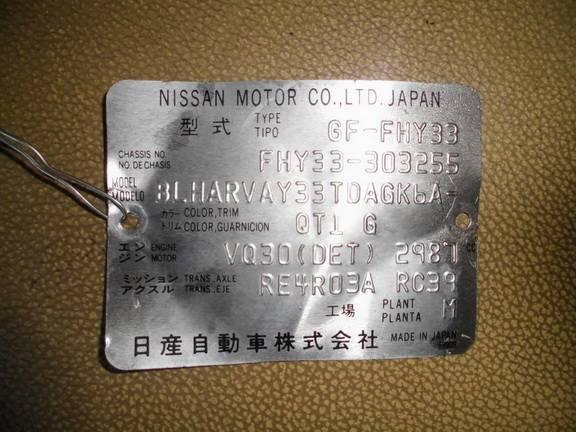 NISSAN MOTOR CO.,LTD. JAPAN
型式 TYPE TIPO GF-FHY33
CHASSIS NO. NO. DE CHASIS FHY33-303255
MODEL MODELO BLHARVAY33TDAGK6A-
カラー COLOR,TRIM
トリム COLOR,GUARNICION QT1 G
エン ENGINE
ジン MOTOR VQ30(DET) 2987 CC
ミッション TRANS.,AXLE
アクスル TRANS.,EJE RE4R03A RC39
工場 PLANT PLANTA M
日産自動車株式会社 MADE IN JAPAN